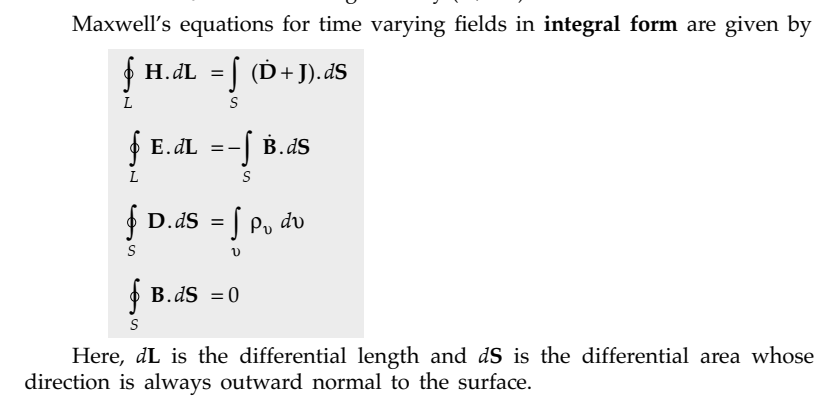 Maxwell's equations for time varying fields in integral form are given by
∮_L H.dL = ∫_S (Ḋ + J).dS
∮_L E.dL = −∫_S Ḃ.dS
∮_S D.dS = ∫_υ ρ_υ dυ
∮_S B.dS = 0
Here, dL is the differential length and dS is the differential area whose
direction is always outward normal to the surface.